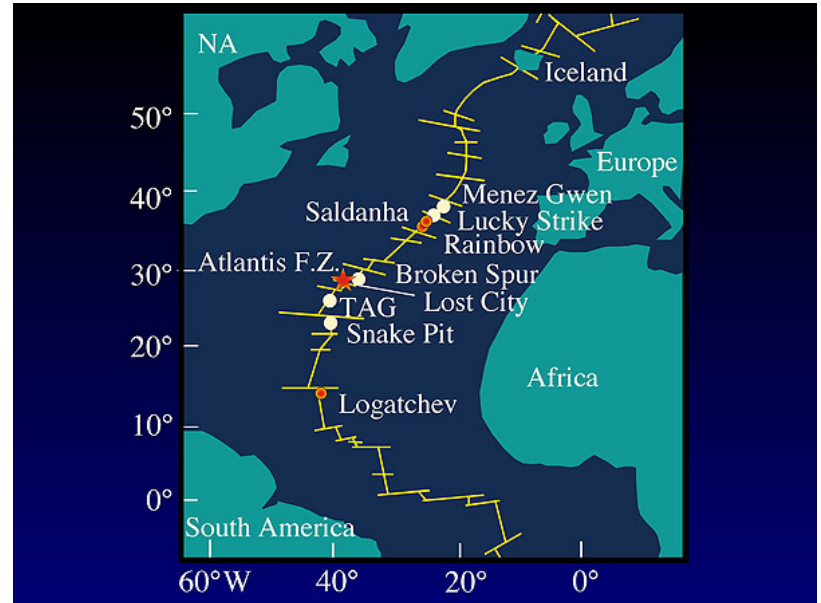 NA
Iceland
50°
Europe
40°
Menez Gwen
Saldanha
Lucky Strike
Rainbow
Atlantis F.Z.
30°
Broken Spur
Lost City
TAG
Snake Pit
20°
Africa
Logatchev
10°
0°
South America
60°W 40° 20° 0°